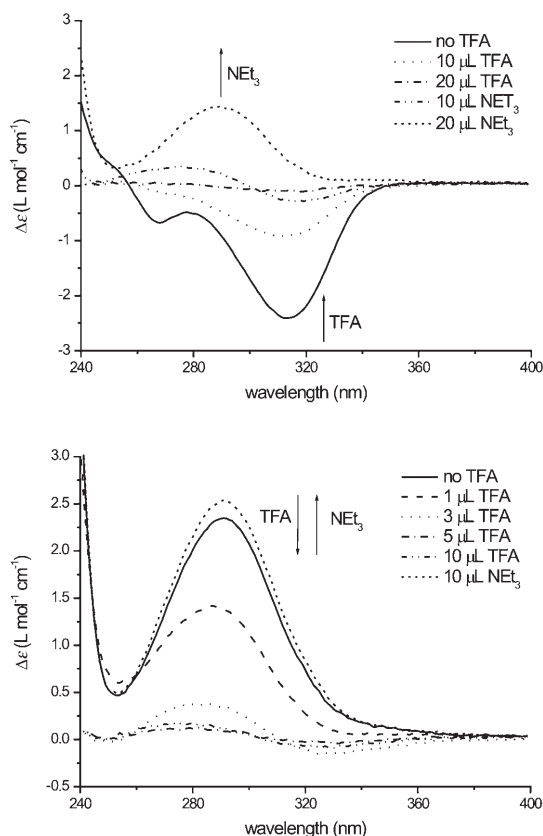 3
2
1
0
-1
-2
-3
Δε (L mol-1 cm-1)
NEt3
TFA
no TFA
10 μL TFA
20 μL TFA
10 μL NET3
20 μL NEt3
240 280 320 360 400
wavelength (nm)
3.0
2.5
2.0
1.5
1.0
0.5
0.0
-0.5
Δε (L mol-1 cm-1)
TFA NEt3
no TFA
1 μL TFA
3 μL TFA
5 μL TFA
10 μL TFA
10 μL NEt3
240 280 320 360 400
wavelength (nm)